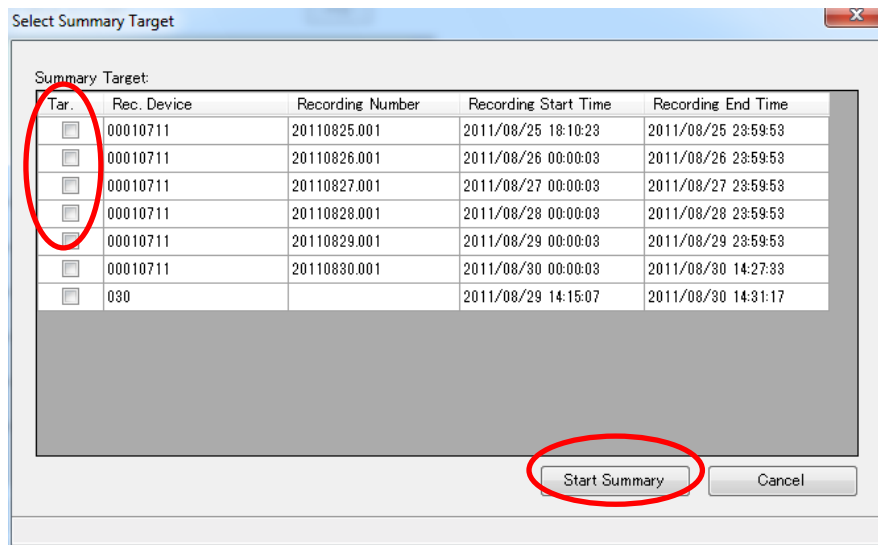 Select Summary Target
Summary Target:
Tar. Rec. Device Recording Number Recording Start Time Recording End Time
00010711 20110825.001 2011/08/25 18:10:23 2011/08/25 23:59:53
00010711 20110826.001 2011/08/26 00:00:03 2011/08/26 23:59:53
00010711 20110827.001 2011/08/27 00:00:03 2011/08/27 23:59:53
00010711 20110828.001 2011/08/28 00:00:03 2011/08/28 23:59:53
00010711 20110829.001 2011/08/29 00:00:03 2011/08/29 23:59:53
00010711 20110830.001 2011/08/30 00:00:03 2011/08/30 14:27:33
030 2011/08/29 14:15:07 2011/08/30 14:31:17
Start Summary Cancel